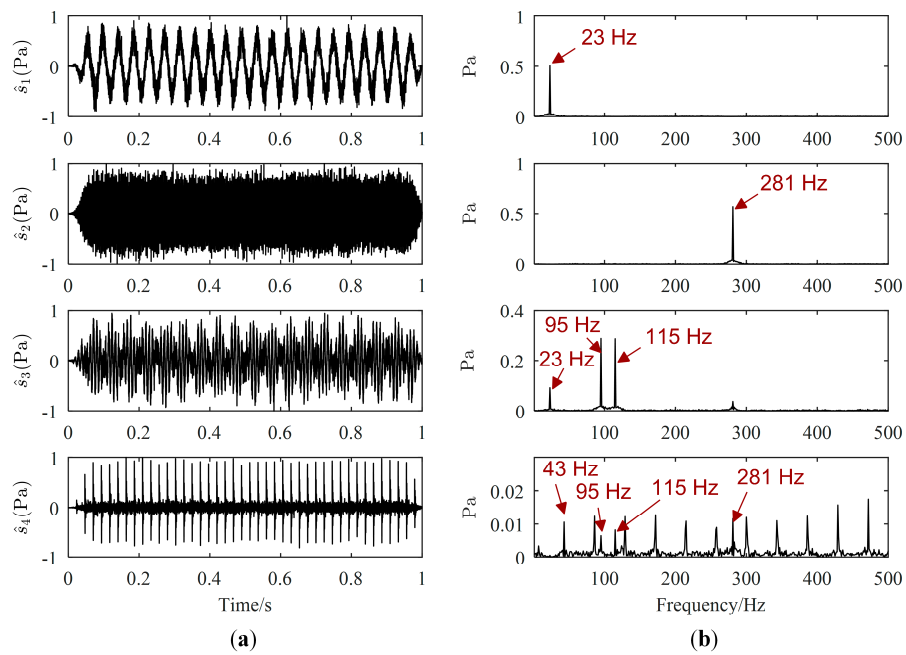 1 0 -1 ŝ1(Pa) 0 0.2 0.4 0.6 0.8 1
1 0.5 0 Pa 23 Hz 100 200 300 400 500
1 0 -1 ŝ2(Pa) 0 0.2 0.4 0.6 0.8 1
1 0.5 0 Pa 281 Hz 100 200 300 400 500
1 0 -1 ŝ3(Pa) 0 0.2 0.4 0.6 0.8 1
0.4 0.2 0 Pa 95 Hz 115 Hz 23 Hz 100 200 300 400 500
1 0 -1 ŝ4(Pa) 0 0.2 0.4 0.6 0.8 1
Time/s
0.02 0.01 0 Pa 43 Hz 95 Hz 115 Hz 281 Hz 100 200 300 400 500
Frequency/Hz
(a) (b)